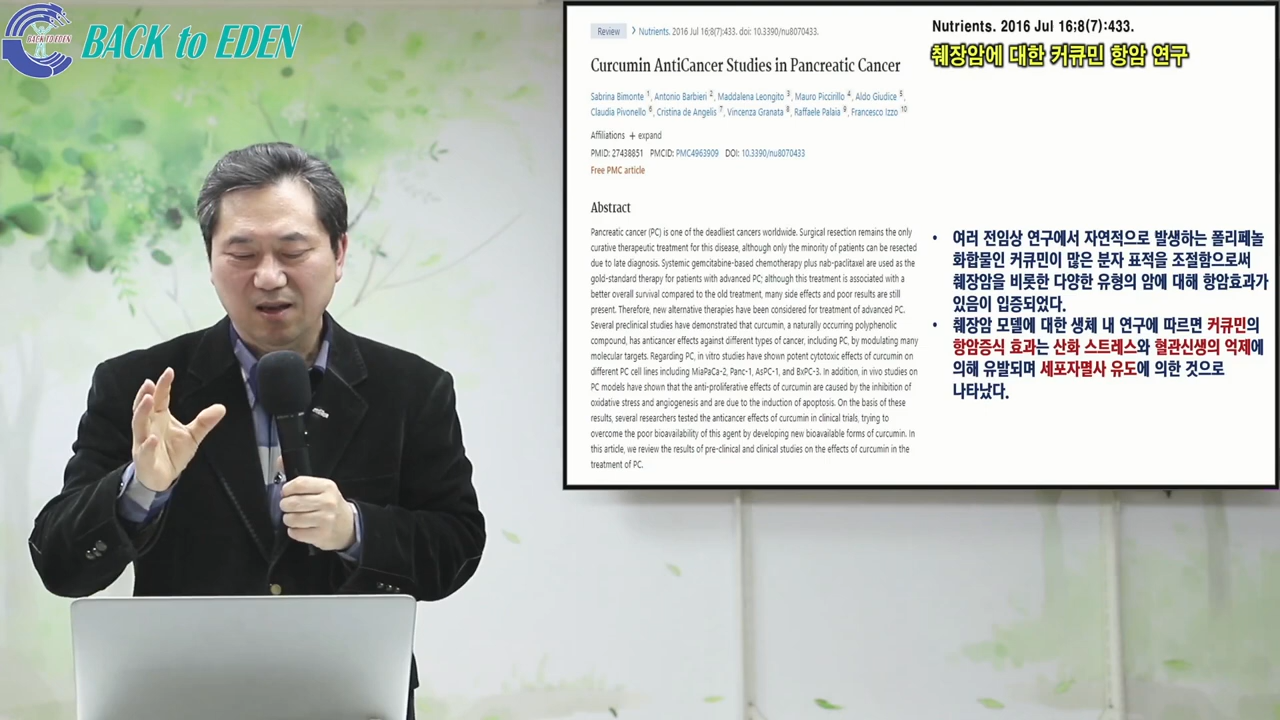 BACK to EDEN
BACK TO EDEN
Review
Nutrients. 2016 Jul 16;8(7):433. doi: 10.3390/nu8070433.
Curcumin AntiCancer Studies in Pancreatic Cancer
Sabrina Bimonte 1, Antonio Barbieri 2, Maddalena Leongito 3, Mauro Piccirillo 4, Aldo Giudice 5,
Claudia Pivonello 6, Cristina de Angelis 7, Vincenza Granata 8, Raffaele Palaia 9, Francesco Izzo 10
Affiliations + expand
PMID: 27438851 PMCID: PMC4963909 DOI: 10.3390/nu8070433
Free PMC article
Abstract
Pancreatic cancer (PC) is one of the deadliest cancers worldwide. Surgical resection remains the only
curative therapeutic treatment for this disease, although only the minority of patients can be resected
due to late diagnosis. Systemic gemcitabine-based chemotherapy plus nab-paclitaxel are used as the
gold-standard therapy for patients with advanced PC; although this treatment is associated with a
better overall survival compared to the old treatment, many side effects and poor results are still
present. Therefore, new alternative therapies have been considered for treatment of advanced PC.
Several preclinical studies have demonstrated that curcumin, a naturally occurring polyphenolic
compound, has anticancer effects against different types of cancer, including PC, by modulating many
molecular targets. Regarding PC, in vitro studies have shown potent cytotoxic effects of curcumin on
different PC cell lines including MiaPaCa-2, Panc-1, AsPC-1, and BxPC-3. In addition, in vivo studies on
PC models have shown that the anti-proliferative effects of curcumin are caused by the inhibition of
oxidative stress and angiogenesis and are due to the induction of apoptosis. On the basis of these
results, several researchers tested the anticancer effects of curcumin in clinical trials, trying to
overcome the poor bioavailability of this agent by developing new bioavailable forms of curcumin. In
this article, we review the results of pre-clinical and clinical studies on the effects of curcumin in the
treatment of PC.
Nutrients. 2016 Jul 16;8(7):433.
췌장암에 대한 커큐민 항암 연구
• 여러 전임상 연구에서 자연적으로 발생하는 폴리페놀
화합물인 커큐민이 많은 분자 표적을 조절함으로써
췌장암을 비롯한 다양한 유형의 암에 대해 항암효과가
있음이 입증되었다.
• 췌장암 모델에 대한 생체 내 연구에 따르면 커큐민의
항암증식 효과는 산화 스트레스와 혈관신생의 억제에
의해 유발되며 세포자멸사 유도에 의한 것으로
나타났다.